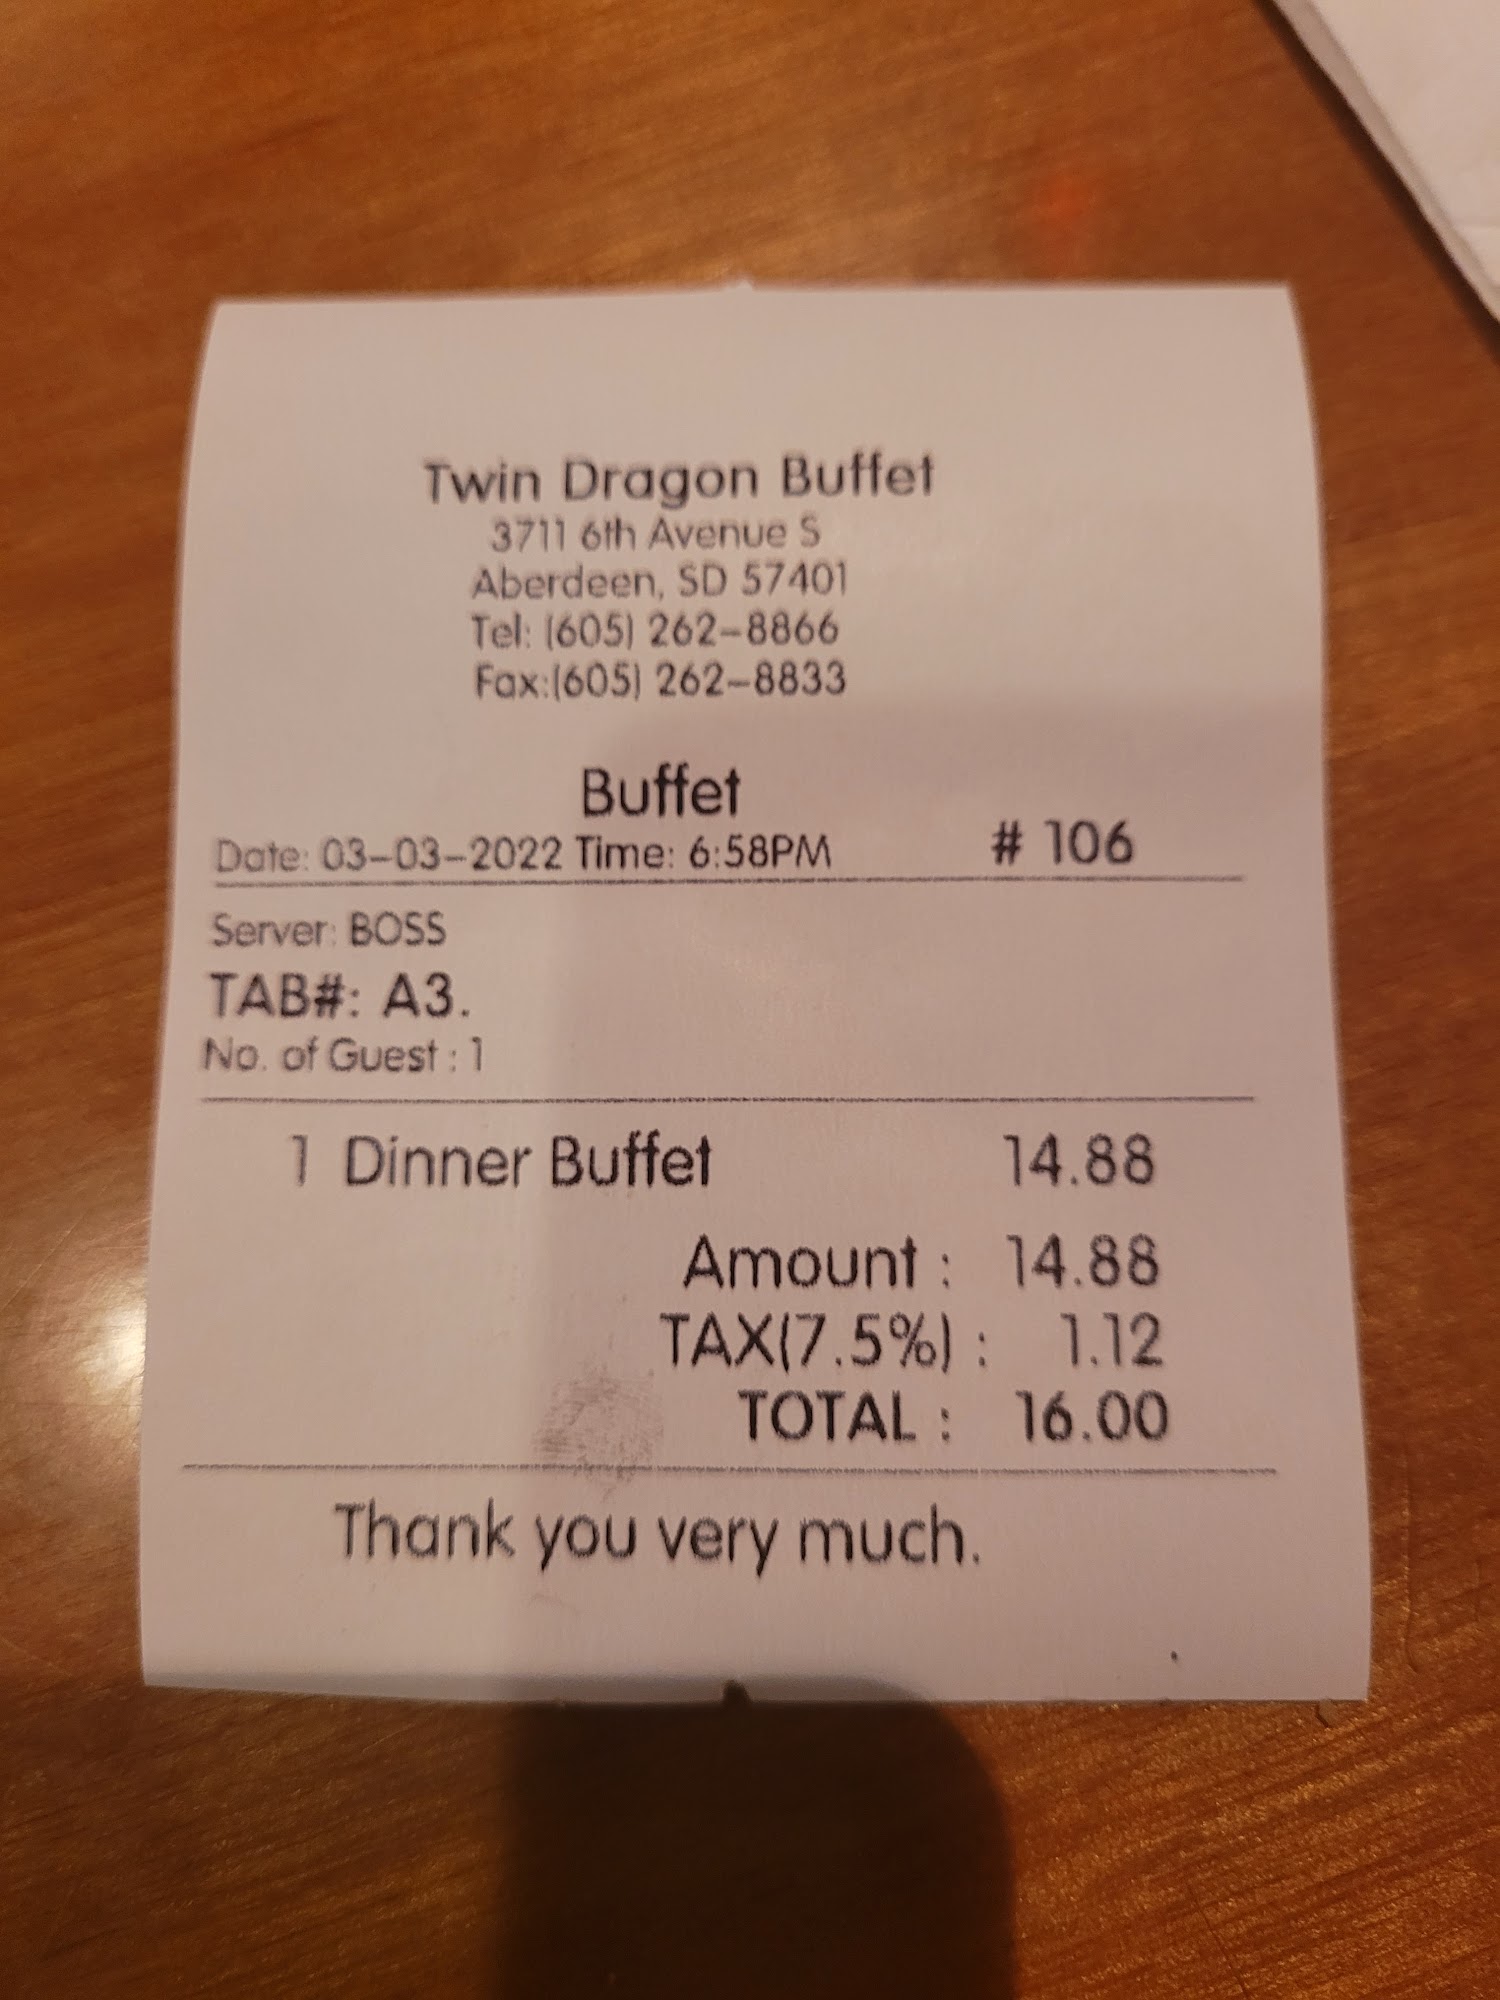 Twin Dragon Buffet
3711 6th Avenue S
Aberdeen, SD 57401
Tel: (605) 262-8866
Fax:(605) 262-8833
Buffet
Date: 03-03-2022 Time: 6:58PM # 106
Server: BOSS
TAB#: A3.
No. of Guest : 1
1 Dinner Buffet 14.88
Amount : 14.88
TAX(7.5%) : 1.12
TOTAL : 16.00
Thank you very much.